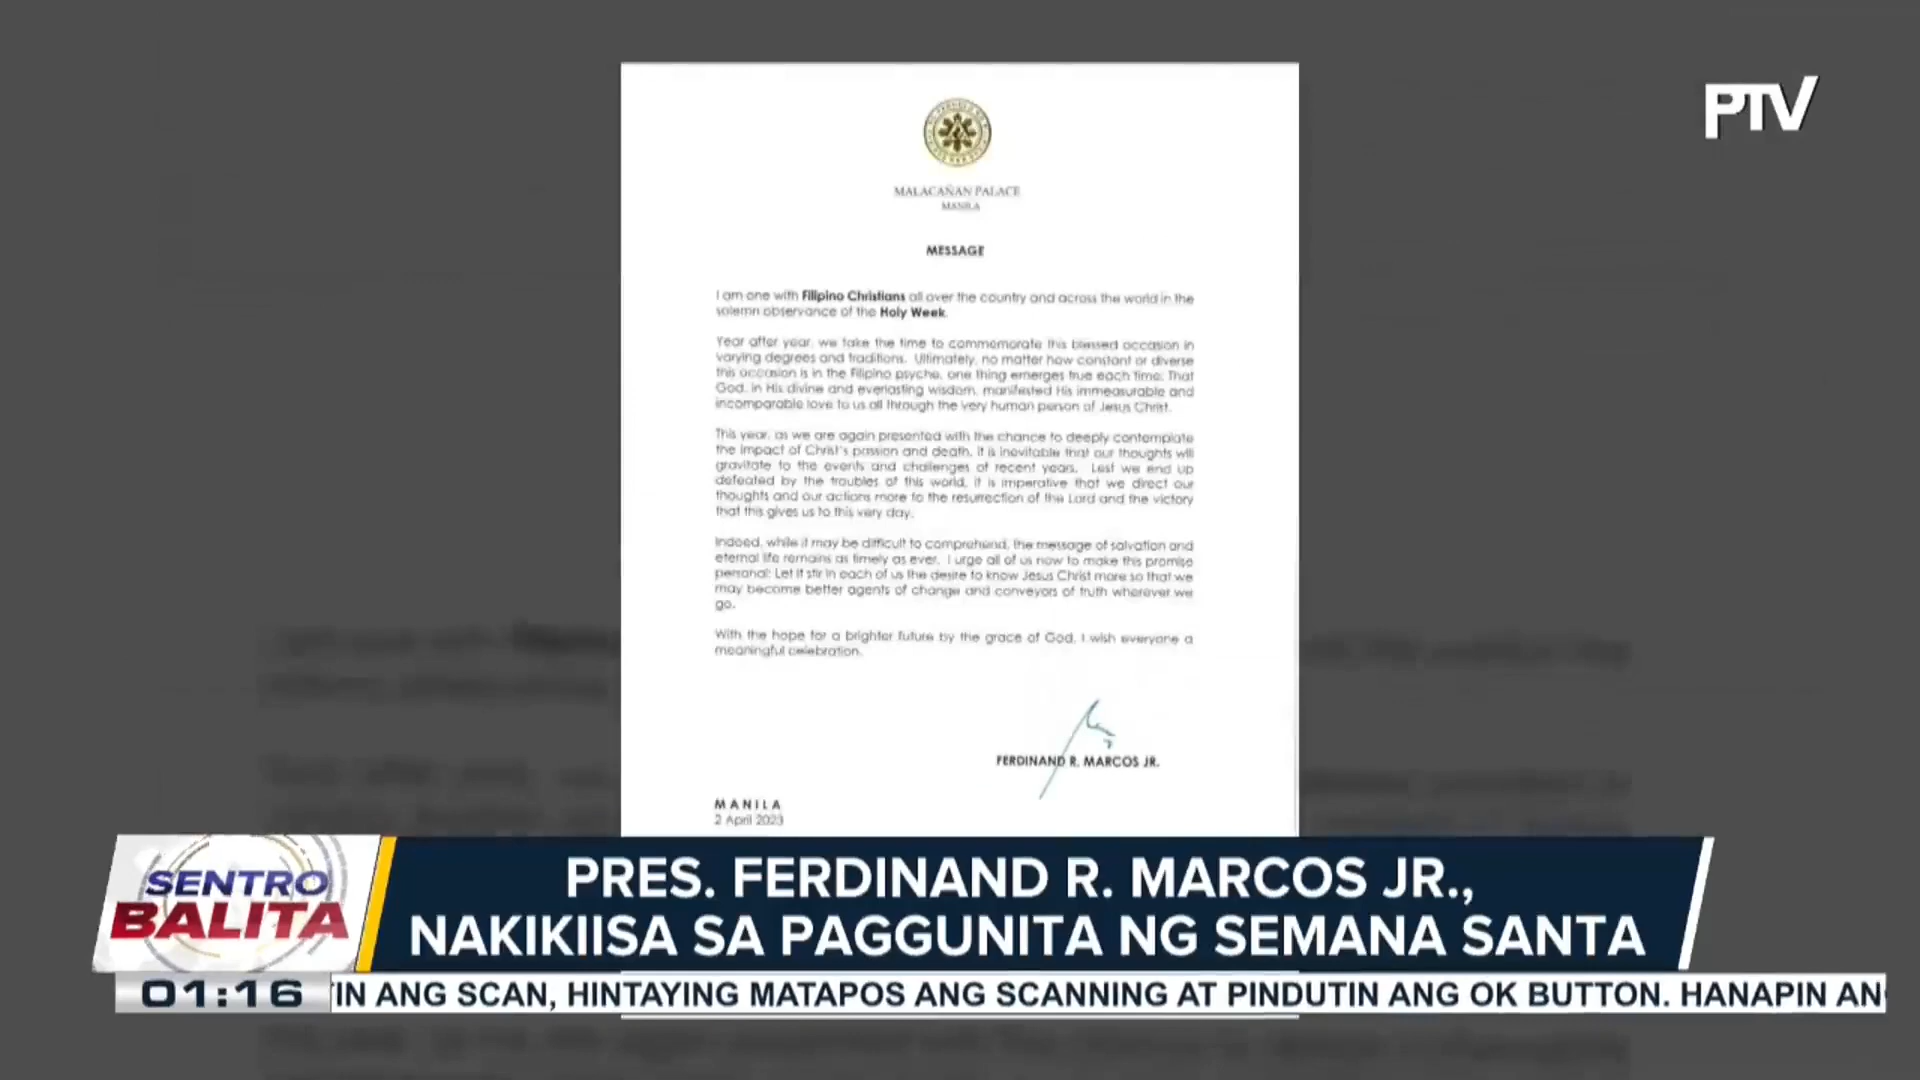 PTV
MALACAÑAN PALACE
MANILA
MESSAGE
I am one with Filipino Christians all over the country and across the world in the
solemn observance of the Holy Week.
Year after year, we take the time to commemorate this blessed occasion in
varying degrees and traditions. Ultimately, no matter how constant or diverse
this occasion is in the Filipino psyche, one thing emerges true each time: That
God, in His divine and everlasting wisdom, manifested His immeasurable and
incomparable love to us all through the very human person of Jesus Christ.
This year, as we are again presented with the chance to deeply contemplate
the impact of Christ's passion and death, it is inevitable that our thoughts will
gravitate to the events and challenges of recent years. Lest we end up
defeated by the troubles of this world, it is imperative that we direct our
thoughts and our actions more to the resurrection of the Lord and the victory
that this gives us to this very day.
Indeed, while it may be difficult to comprehend, the message of salvation and
eternal life remains as timely as ever. I urge all of us now to make this promise
personal: Let it stir in each of us the desire to know Jesus Christ more so that we
may become better agents of change and conveyors of truth wherever we
go.
With the hope for a brighter future by the grace of God, I wish everyone a
meaningful celebration.
FERDINAND R. MARCOS JR.
MANILA
2 April 2023
SENTRO
BALITA
PRES. FERDINAND R. MARCOS JR.,
NAKIKIISA SA PAGGUNITA NG SEMANA SANTA
01:16
IN ANG SCAN, HINTAYING MATAPOS ANG SCANNING AT PINDUTIN ANG OK BUTTON. HANAPIN AN